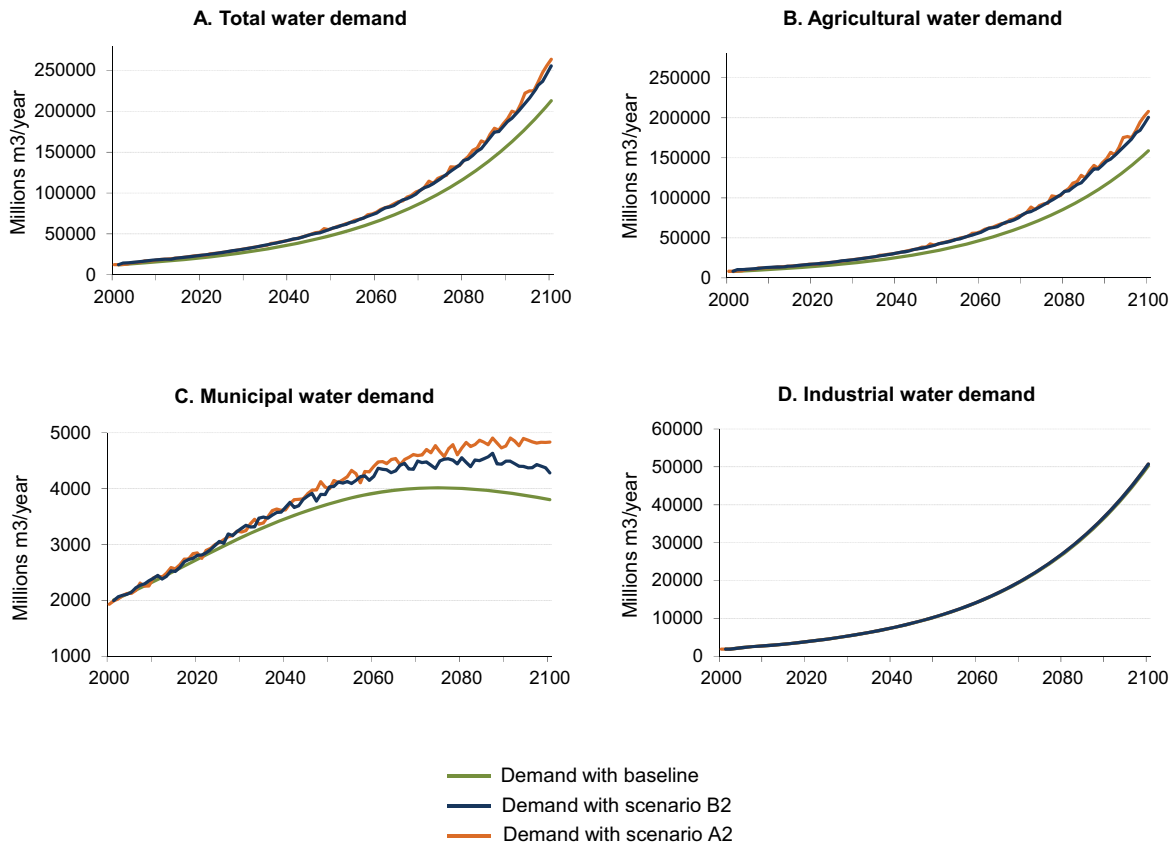 A. Total water demand
Millions m3/year
250000
200000
150000
100000
50000
0
2000 2020 2040 2060 2080 2100
B. Agricultural water demand
Millions m3/year
250000
200000
150000
100000
50000
0
2000 2020 2040 2060 2080 2100
C. Municipal water demand
Millions m3/year
5000
4000
3000
2000
1000
2000 2020 2040 2060 2080 2100
D. Industrial water demand
Millions m3/year
60000
50000
40000
30000
20000
10000
0
2000 2020 2040 2060 2080 2100
Demand with baseline
Demand with scenario B2
Demand with scenario A2